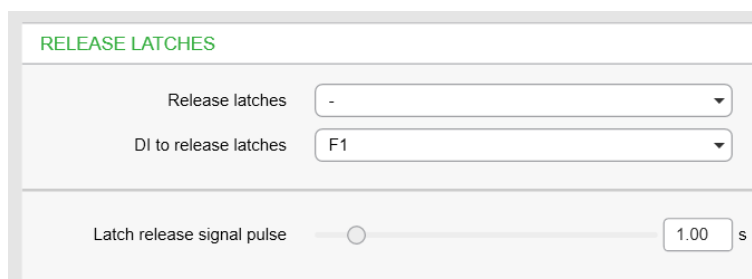 RELEASE LATCHES
Release latches -
DI to release latches F1
Latch release signal pulse 1.00 s